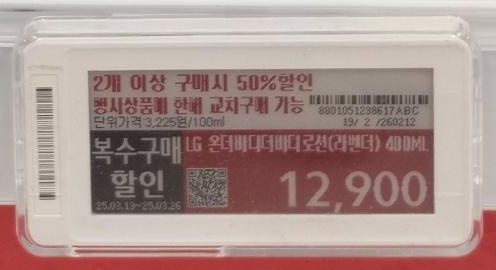 2개 이상 구매시 50%할인
행사상품에 한해 교차구매 가능
8801051238617ABC
단위가격:3,225원/100ml
19/ 2 /260212
복수구매
할인
25.03.13~25.03.26
LG 온더바디더바디로션(라벤더) 400ML
12,900